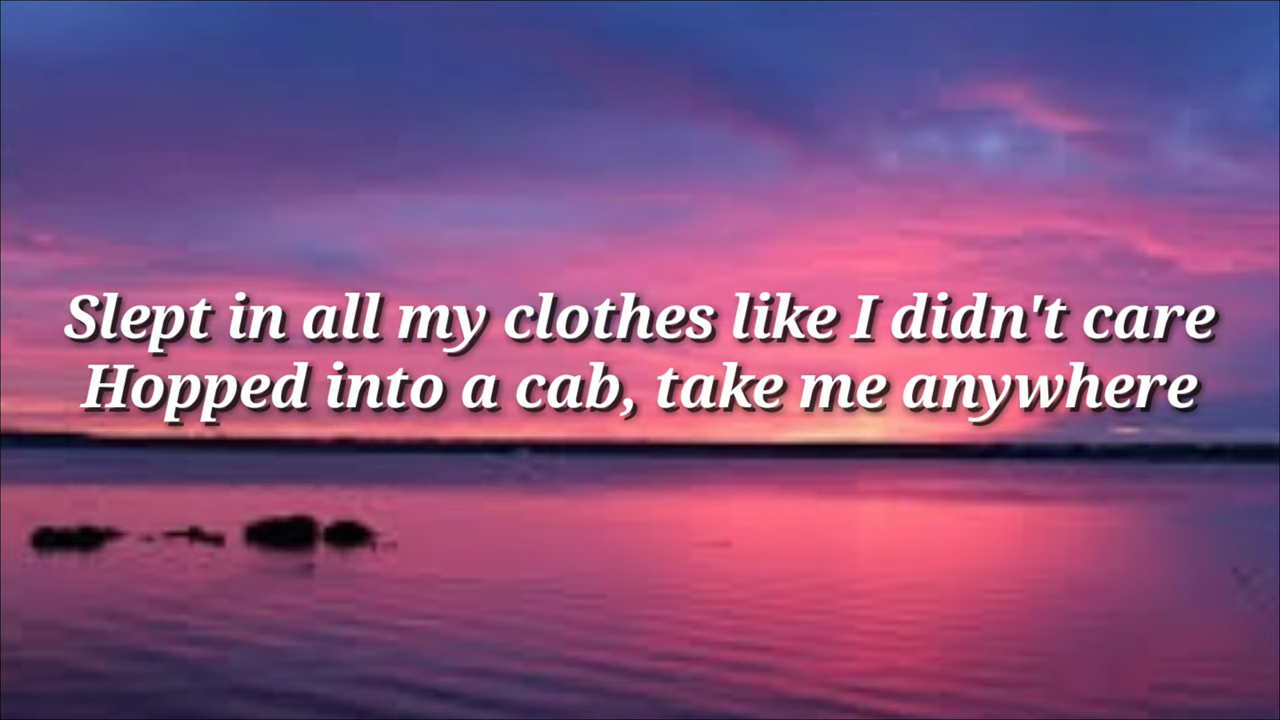 Slept in all my clothes like I didn't care
Hopped into a cab, take me anywhere